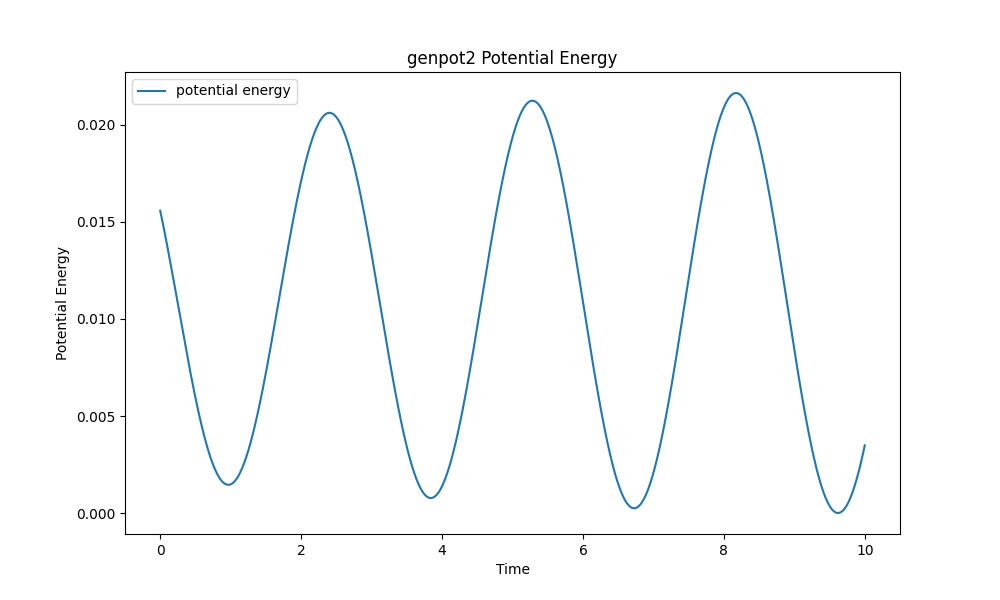 genpot2 Potential Energy
potential energy
Potential Energy
0.020
0.015
0.010
0.005
0.000
0 2 4 6 8 10
Time